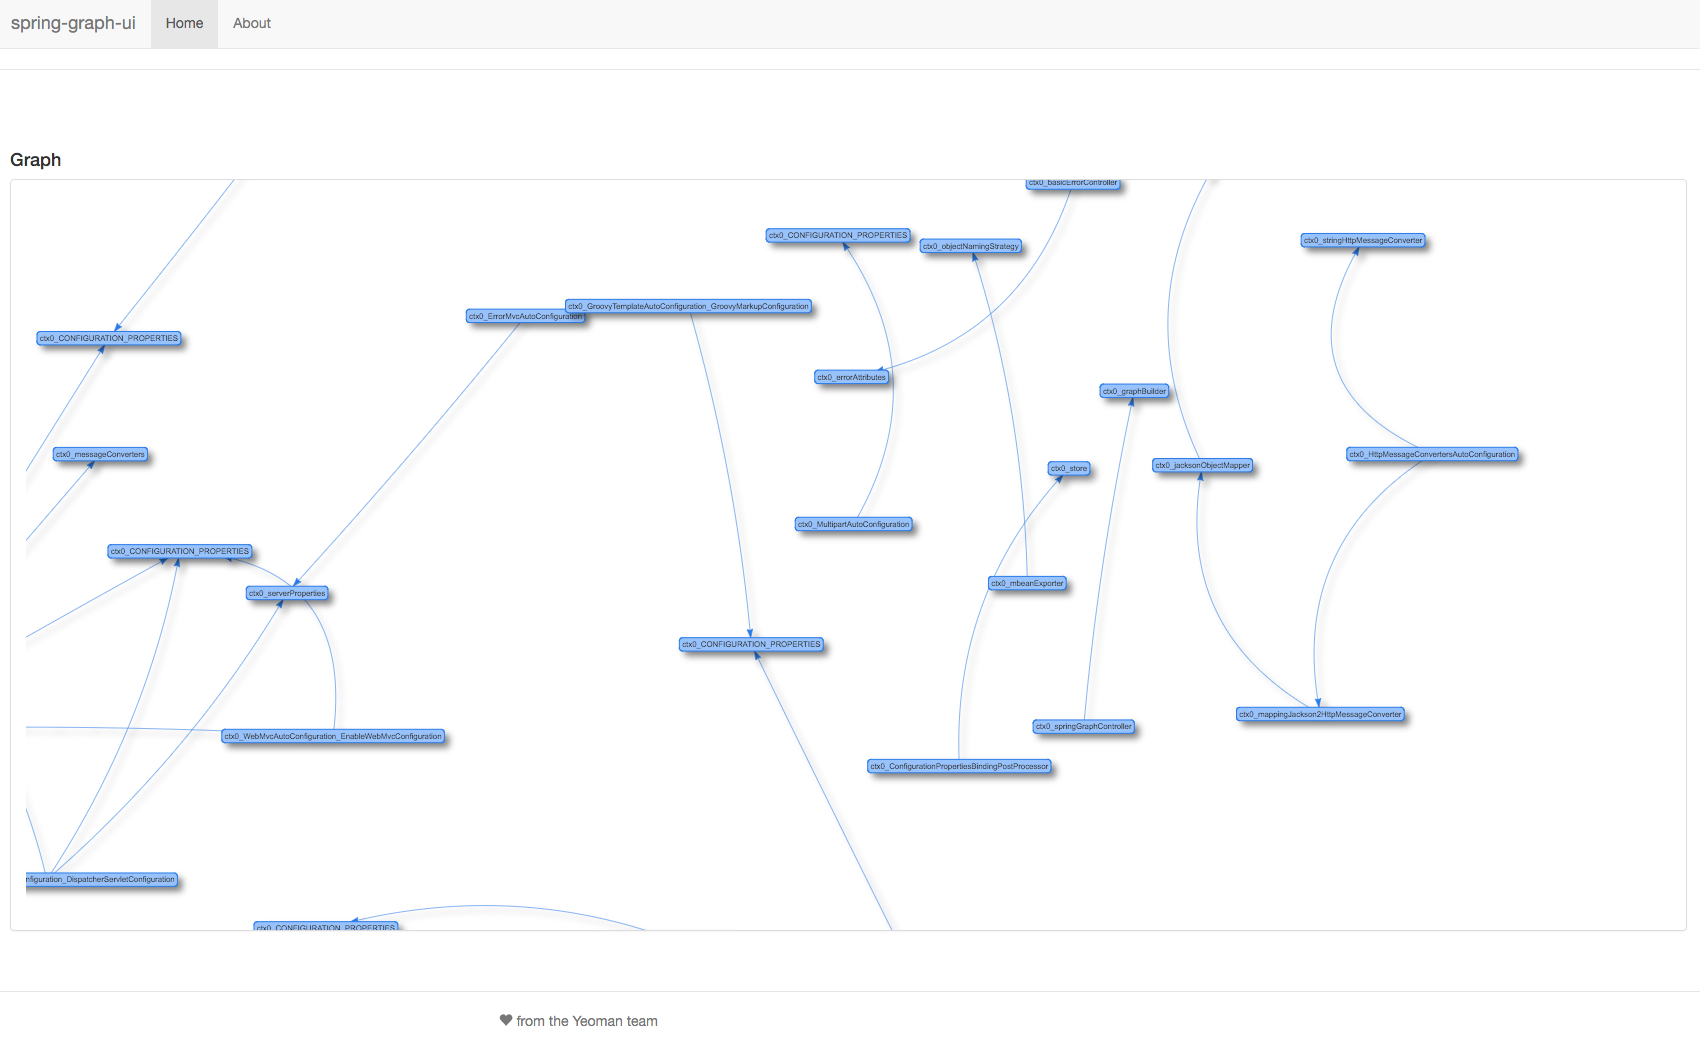 spring-graph-ui Home About
Graph
ctx0_basicErrorController
ctx0_CONFIGURATION_PROPERTIES
ctx0_objectNamingStrategy
ctx0_stringHttpMessageConverter
ctx0_GroovyTemplateAutoConfiguration_GroovyMarkupConfiguration
ctx0_ErrorMvcAutoConfiguration
ctx0_CONFIGURATION_PROPERTIES
ctx0_errorAttributes
ctx0_graphBuilder
ctx0_messageConverters
ctx0_HttpMessageConvertersAutoConfiguration
ctx0_jacksonObjectMapper
ctx0_store
ctx0_MultipartAutoConfiguration
ctx0_CONFIGURATION_PROPERTIES
ctx0_mbeanExporter
ctx0_serverProperties
ctx0_CONFIGURATION_PROPERTIES
ctx0_mappingJackson2HttpMessageConverter
ctx0_springGraphController
ctx0_WebMvcAutoConfiguration_EnableWebMvcConfiguration
ctx0_ConfigurationPropertiesBindingPostProcessor
nfiguration_DispatcherServletConfiguration
ctx0_CONFIGURATION_PROPERTIES
♥ from the Yeoman team